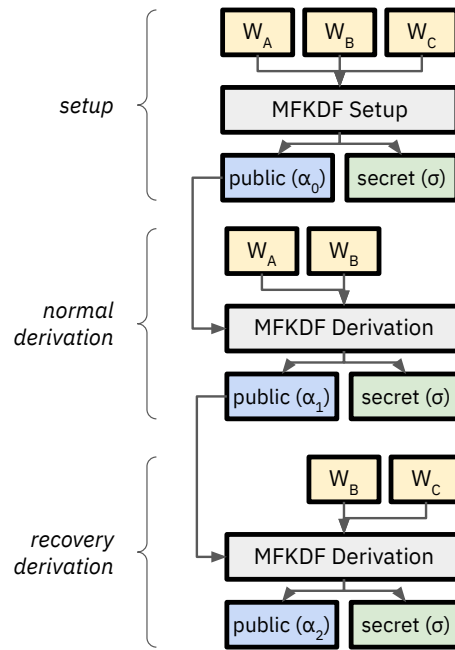 W_A W_B W_C
setup
MFKDF Setup
public (α_0) secret (σ)
W_A W_B
normal
derivation
MFKDF Derivation
public (α_1) secret (σ)
W_B W_C
recovery
derivation
MFKDF Derivation
public (α_2) secret (σ)